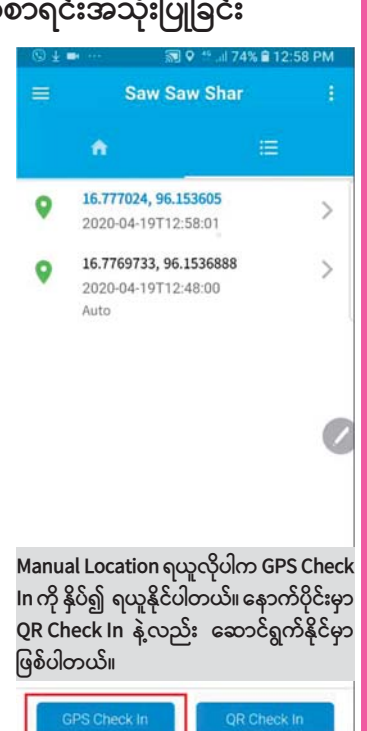 စာရင်းအသုံးပြုခြင်း
74% 12:58 PM
Saw Saw Shar
16.777024, 96.153605
2020-04-19T12:58:01
16.7769733, 96.1536888
2020-04-19T12:48:00
Auto
Manual Location ရယူလိုပါက GPS Check
In ကို နှိပ်၍ ရယူနိုင်ပါတယ်။ နောက်ပိုင်းမှာ
QR Check In နဲ့လည်း ဆောင်ရွက်နိုင်မှာ
ဖြစ်ပါတယ်။
GPS Check In QR Check In